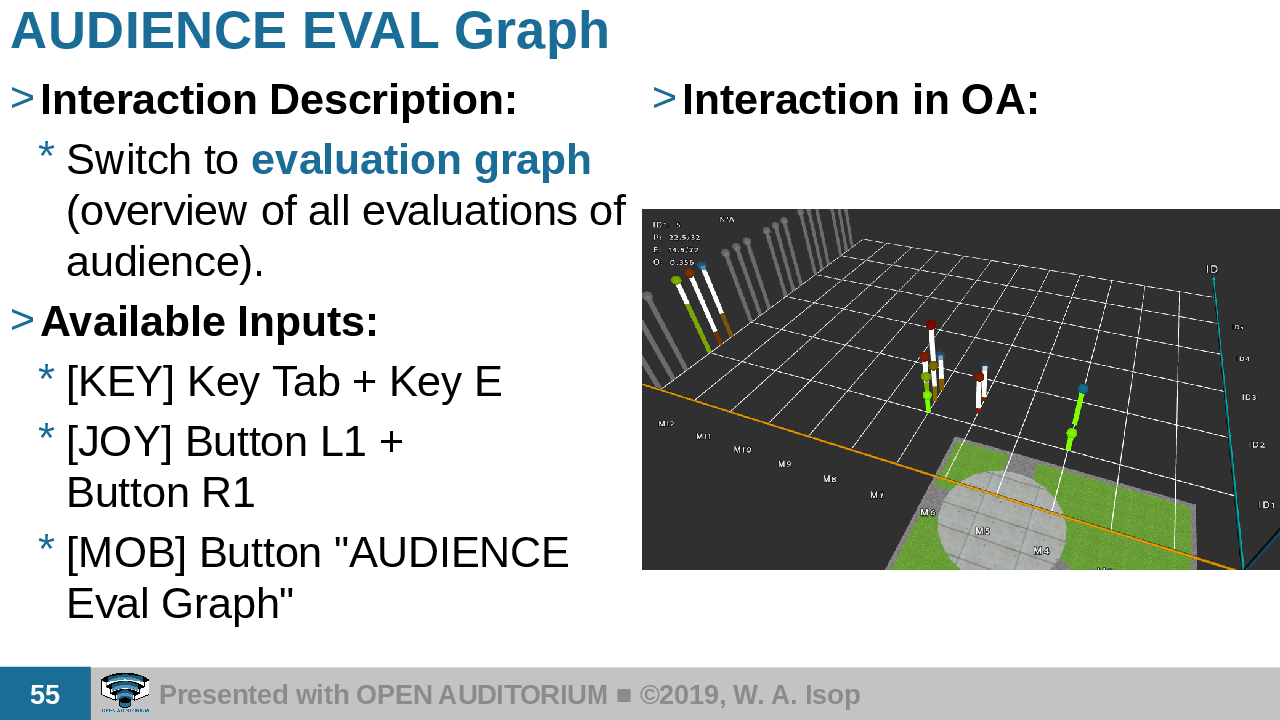 AUDIENCE EVAL Graph
> Interaction Description:
* Switch to evaluation graph
(overview of all evaluations of
audience).
> Available Inputs:
* [KEY] Key Tab + Key E
* [JOY] Button L1 +
Button R1
* [MOB] Button "AUDIENCE
Eval Graph"
> Interaction in OA:
N/A
ID
ID4
ID3
ID2
ID1
M12
M11
M10
M9
M8
M7
M6
M5
M4
55
OPEN AUDITORIUM
Presented with OPEN AUDITORIUM ■ ©2019, W. A. Isop